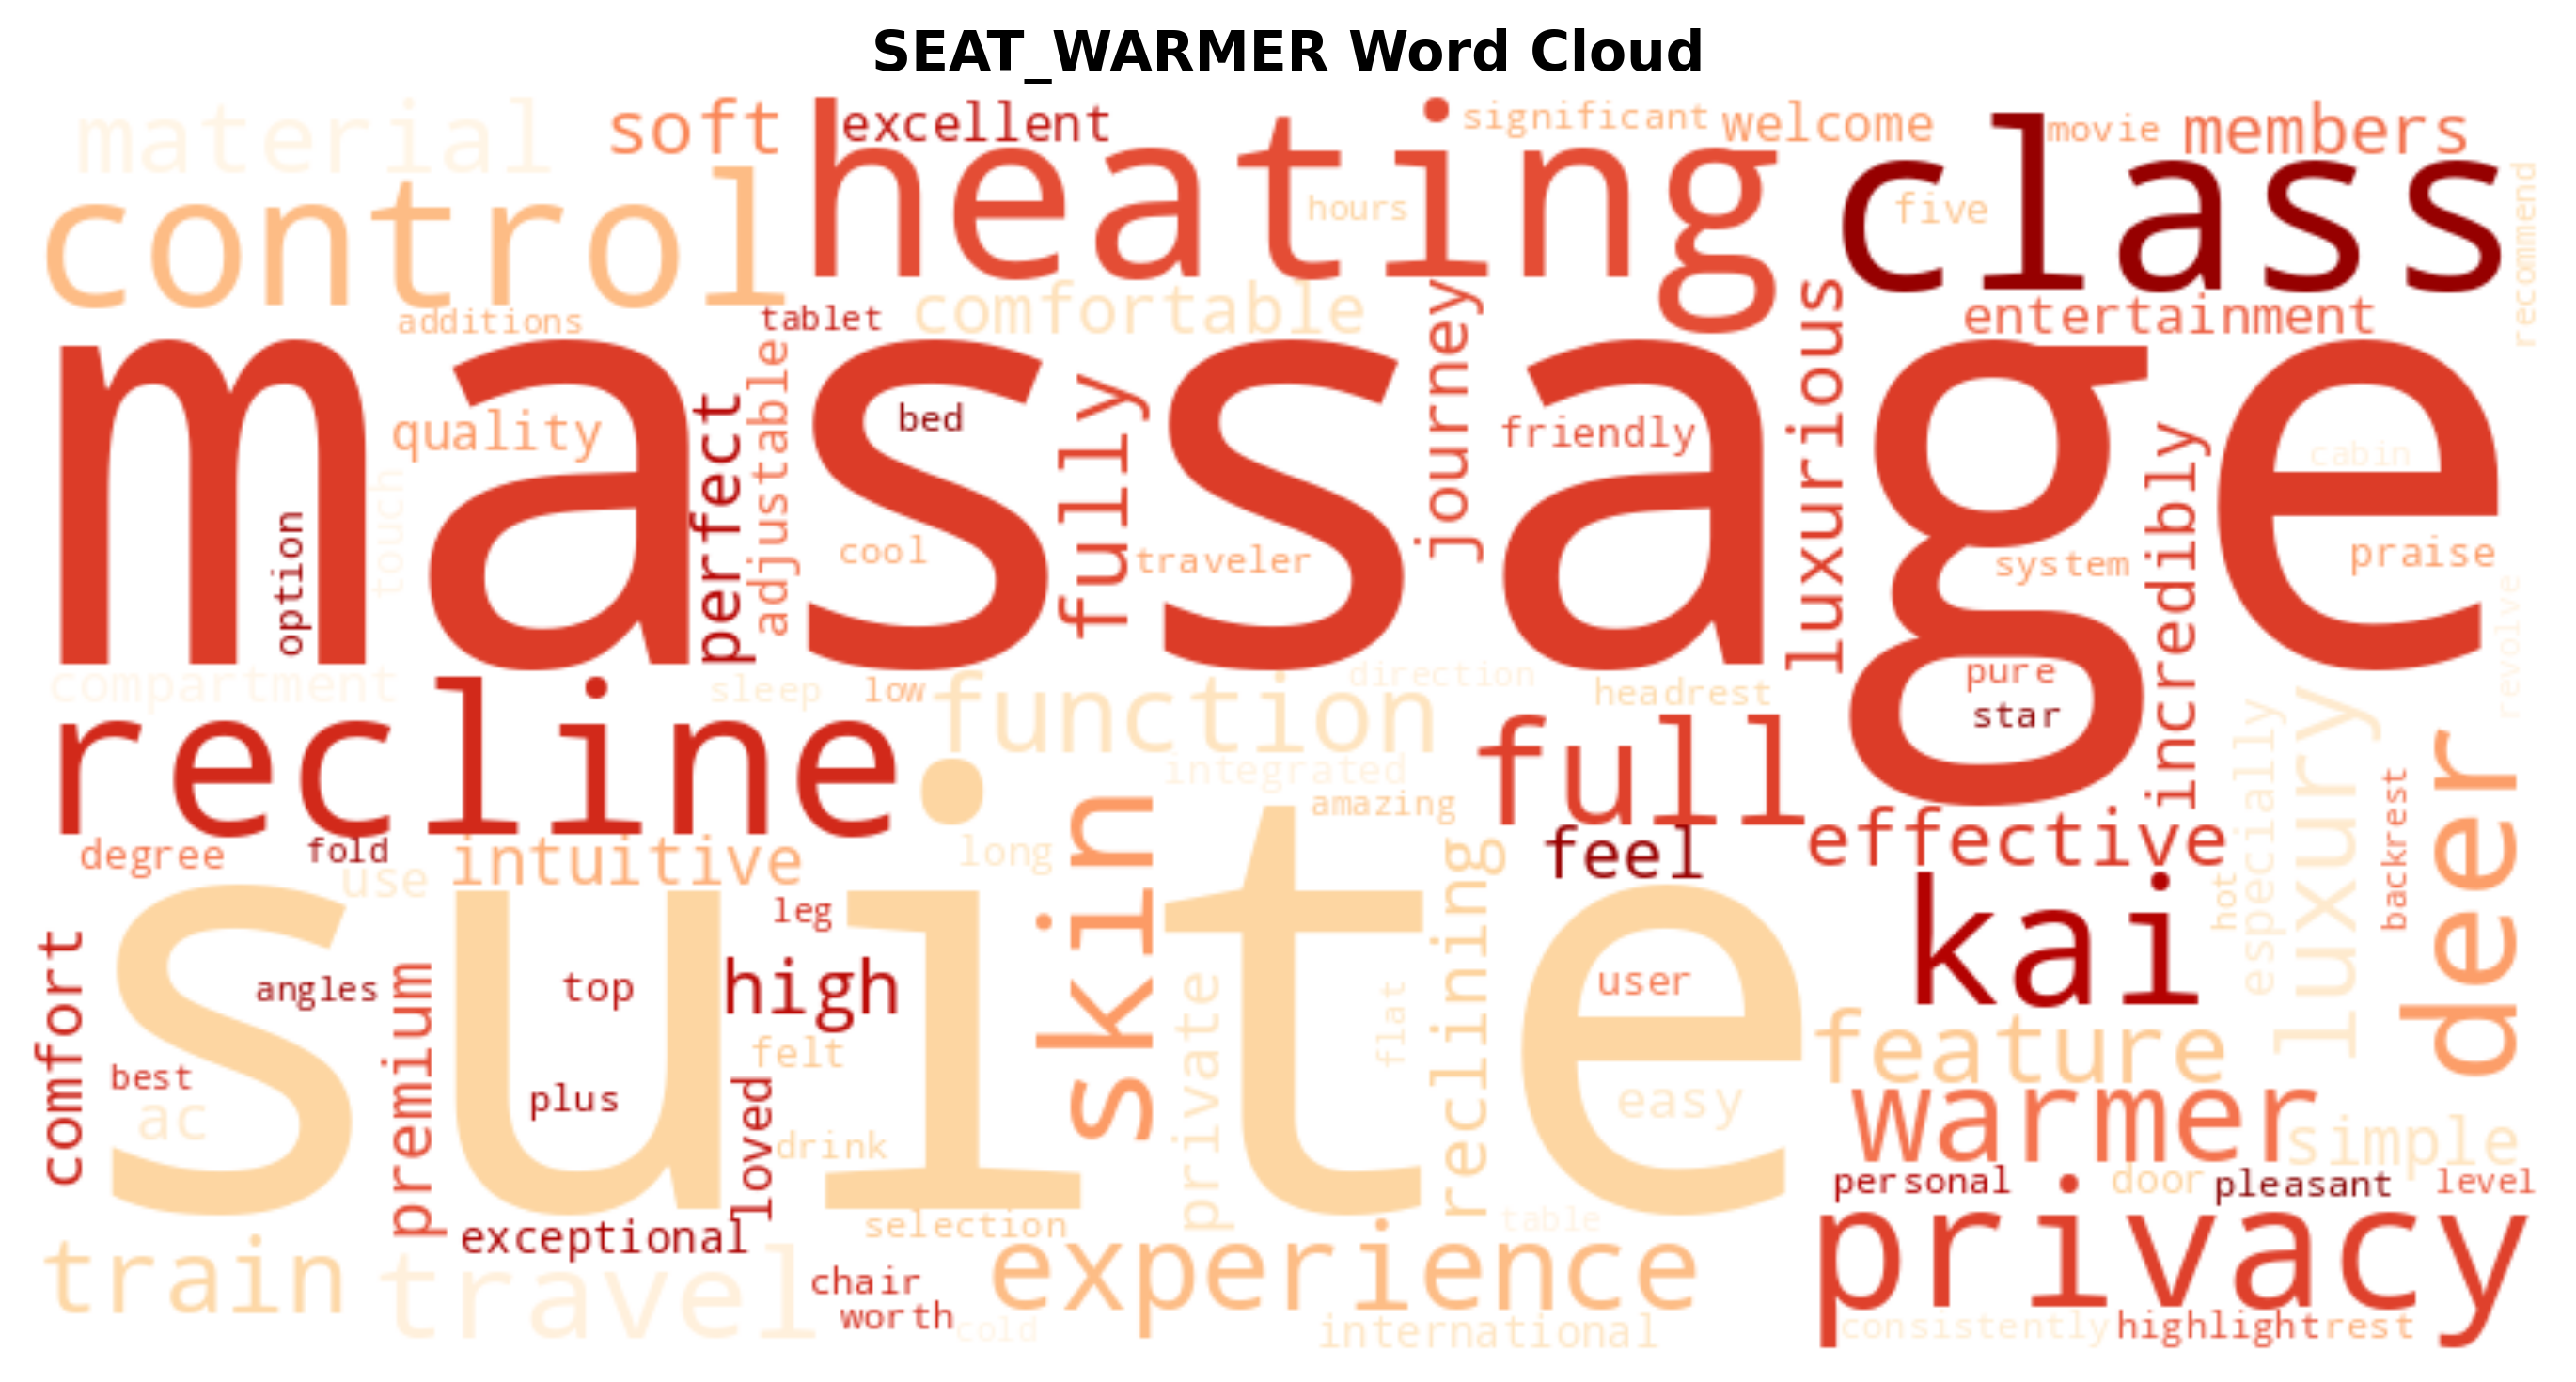 SEAT_WARMER Word Cloud
material
soft
excellent
significant
welcome
movie
members
control
heating
hours
class
five
recommend
additions
tablet
comfortable
journey
luxurious
entertainment
massage
quality
perfect
adjustable
bed
fully
friendly
incredibly
cabin
touch
option
cool
traveler
system
praise
revolve
compartment
sleep
low
function
direction
headrest
pure
star
recline
integrated
amazing
full
especially
luxury
deer
degree
fold
use
intuitive
long
skin
reclining
feel
effective
hot
backrest
suite
leg
kai
comfort
angles
premium
top
high
private
flat
user
feature
best
ac
plus
felt
loved
drink
easy
warmer
simple
personal
door
pleasant
level
exceptional
selection
table
privacy
train
travel
chair
worth
cold
experience
international
consistently
highlight
rest